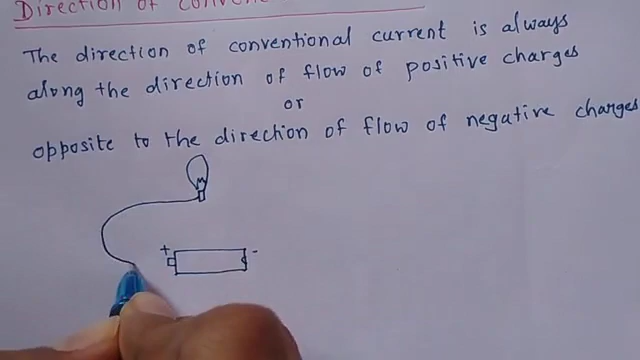 Direction of
The direction of conventional current is always
along the direction of flow of positive charges
or
opposite to the direction of flow of negative charges
+ -